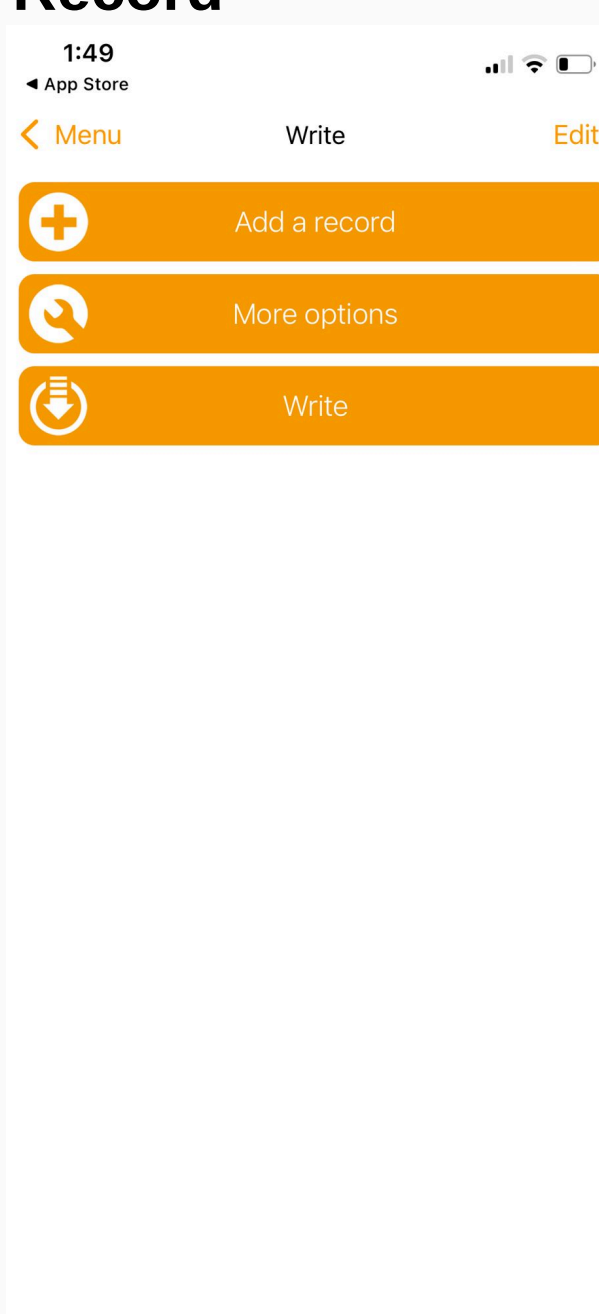 Record
1:49
◀ App Store
Menu
Write
Edit
Add a record
More options
Write